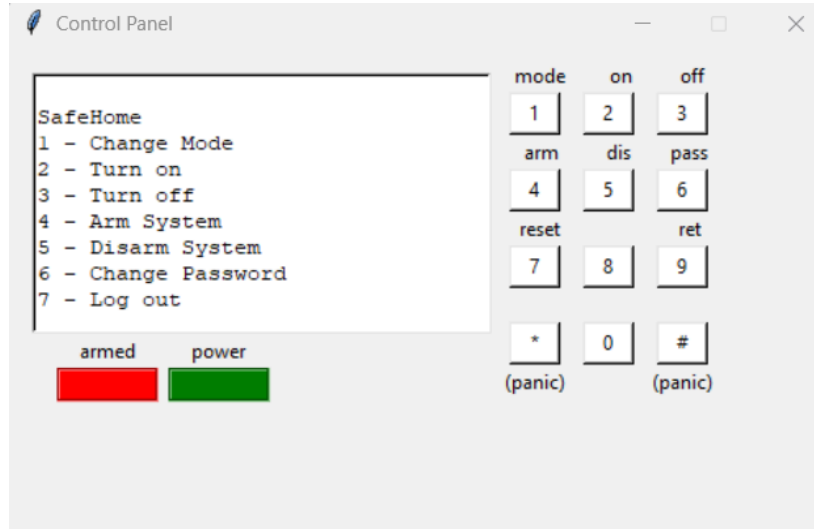 Control Panel
SafeHome
1 - Change Mode
2 - Turn on
3 - Turn off
4 - Arm System
5 - Disarm System
6 - Change Password
7 - Log out
armed power
mode on off
1 2 3
arm dis pass
4 5 6
reset ret
7 8 9
* 0 #
(panic) (panic)